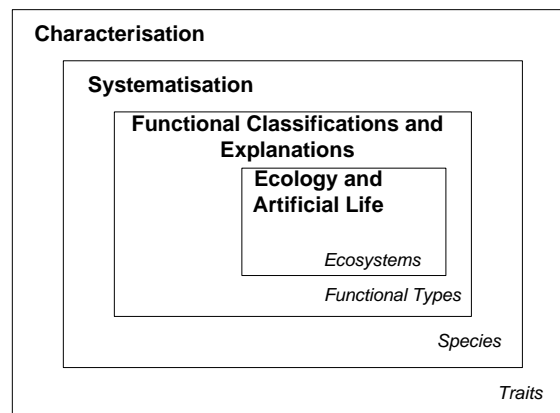 Characterisation
Systematisation
Functional Classifications and
Explanations
Ecology and
Artificial Life
Ecosystems
Functional Types
Species
Traits